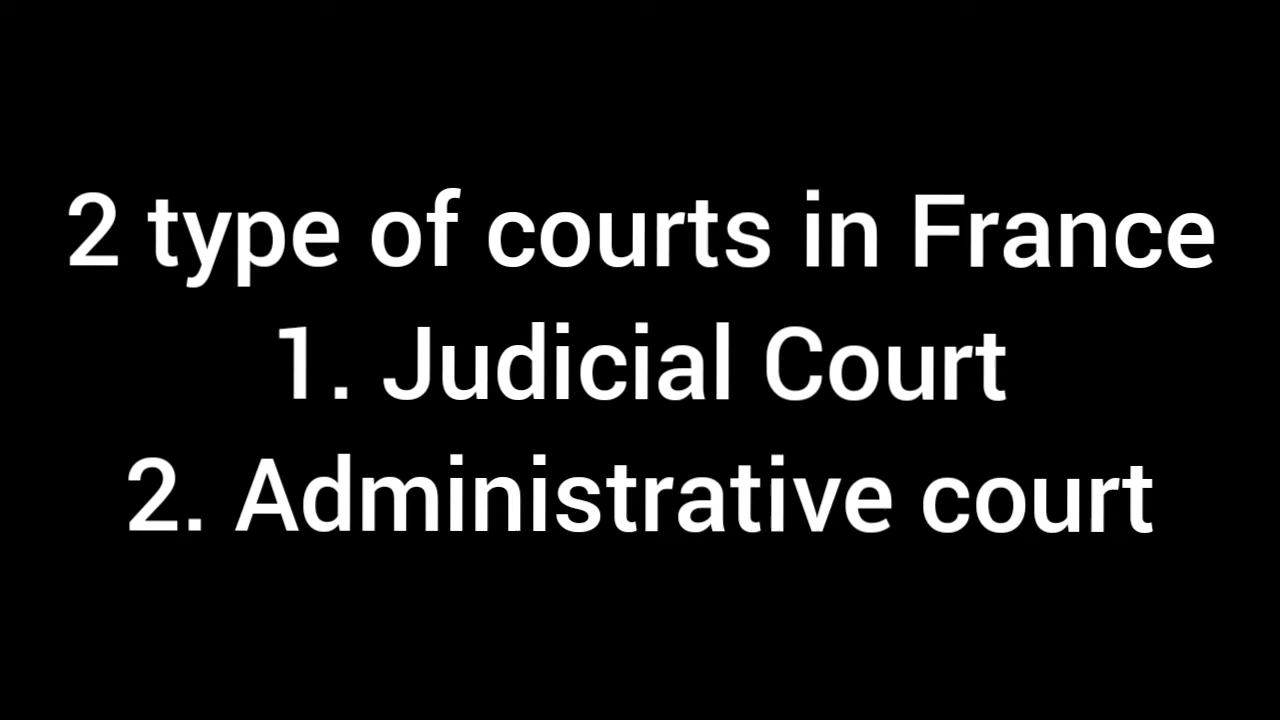 2 type of courts in France
1. Judicial Court
2. Administrative court